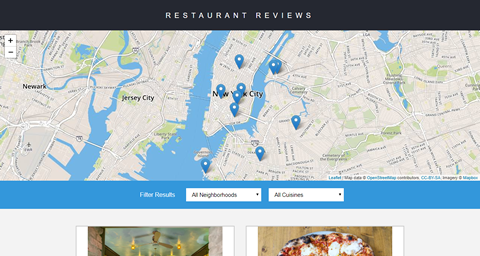 RESTAURANT REVIEWS
+
−
Newark
Jersey City
New York City
Leaflet | Map data © OpenStreetMap contributors, CC-BY-SA, Imagery © Mapbox
Filter Results
All Neighborhoods
All Cuisines